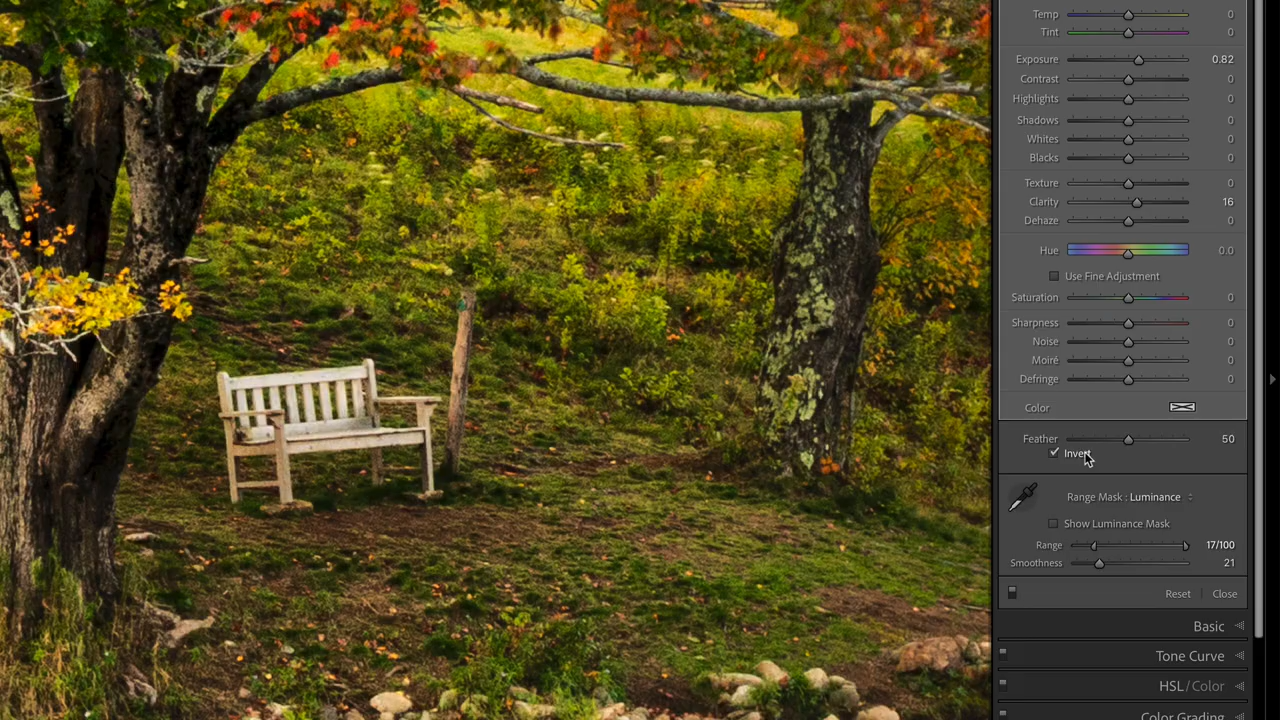 Temp 0
Tint 0
Exposure 0.82
Contrast 0
Highlights 0
Shadows 0
Whites 0
Blacks 0
Texture 0
Clarity 16
Dehaze 0
Hue 0.0
Use Fine Adjustment
Saturation 0
Sharpness 0
Noise 0
Moiré 0
Defringe 0
Color
Feather 50
Invert
Range Mask : Luminance
Show Luminance Mask
Range 17/100
Smoothness 21
Reset Close
Basic
Tone Curve
HSL / Color
Color Grading